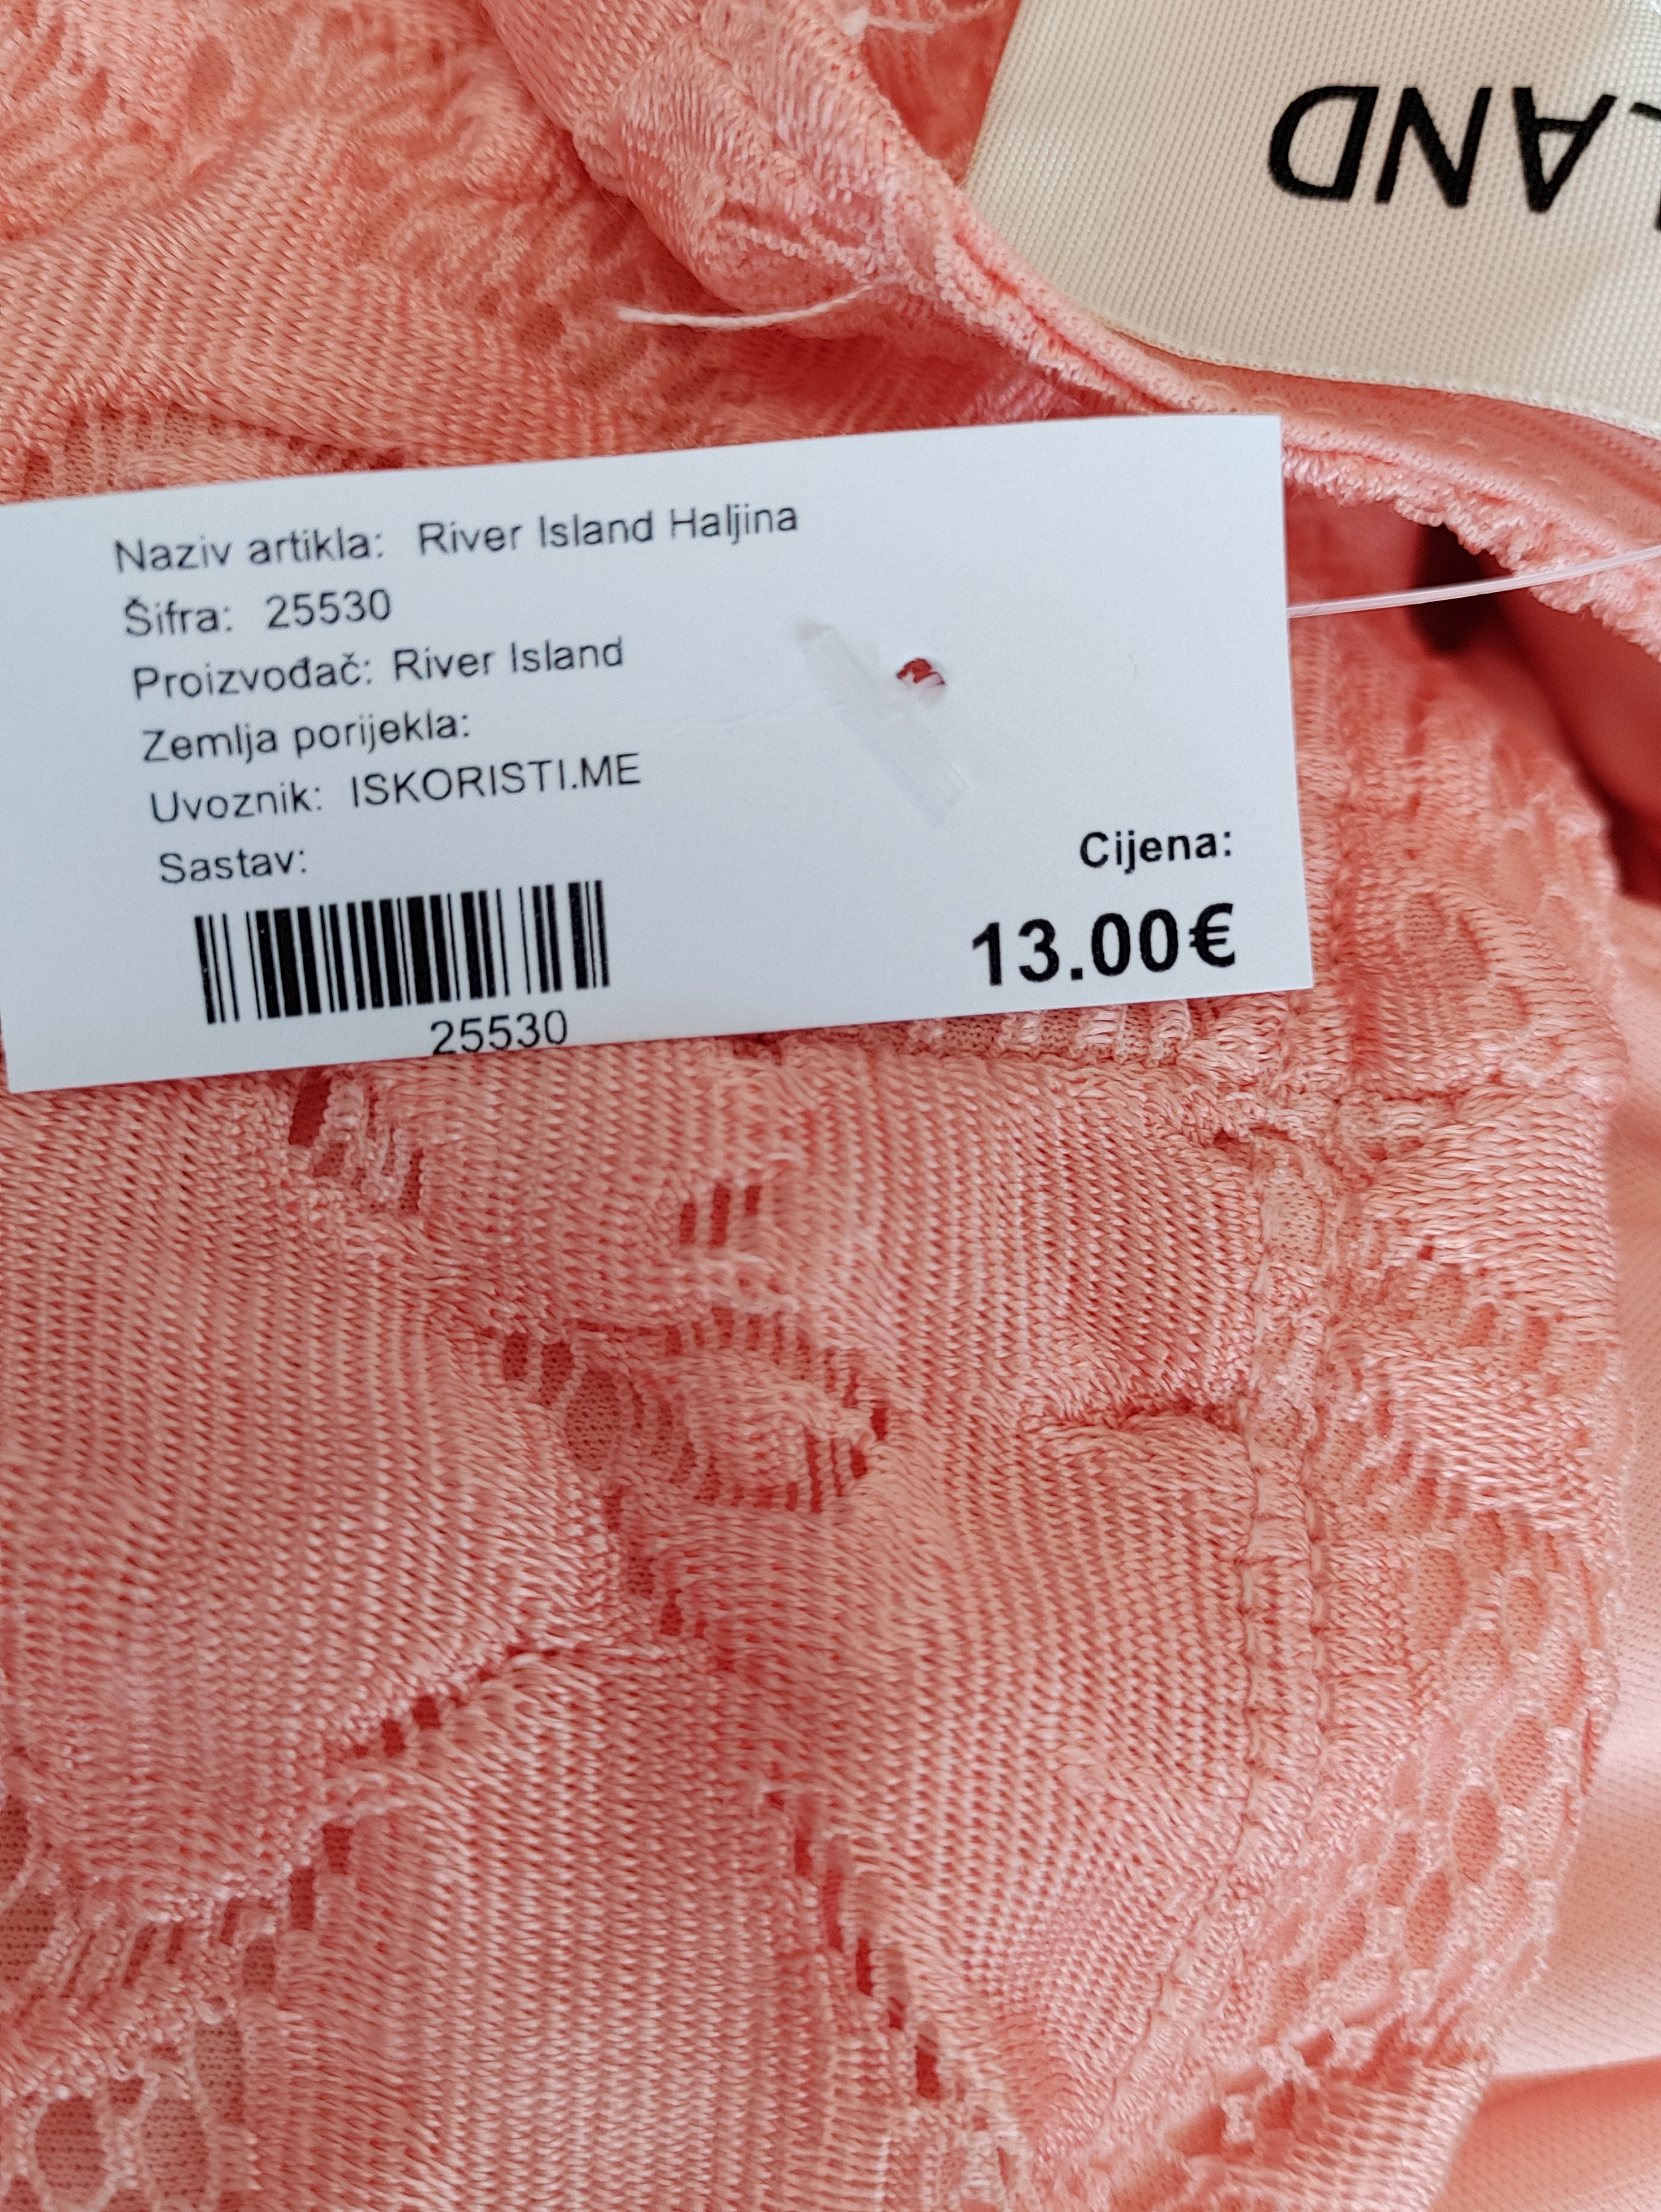 LAND
Naziv artikla: River Island Haljina
Šifra: 25530
Proizvođač: River Island
Zemlja porijekla:
Uvoznik: ISKORISTI.ME
Sastav:
Cijena:
13.00€
25530